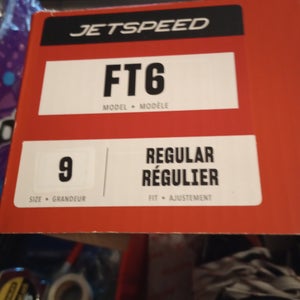 JETSPEED
FT6
MODEL • MODÈLE
9
SIZE • GRANDEUR
REGULAR
RÉGULIER
FIT • AJUSTEMENT